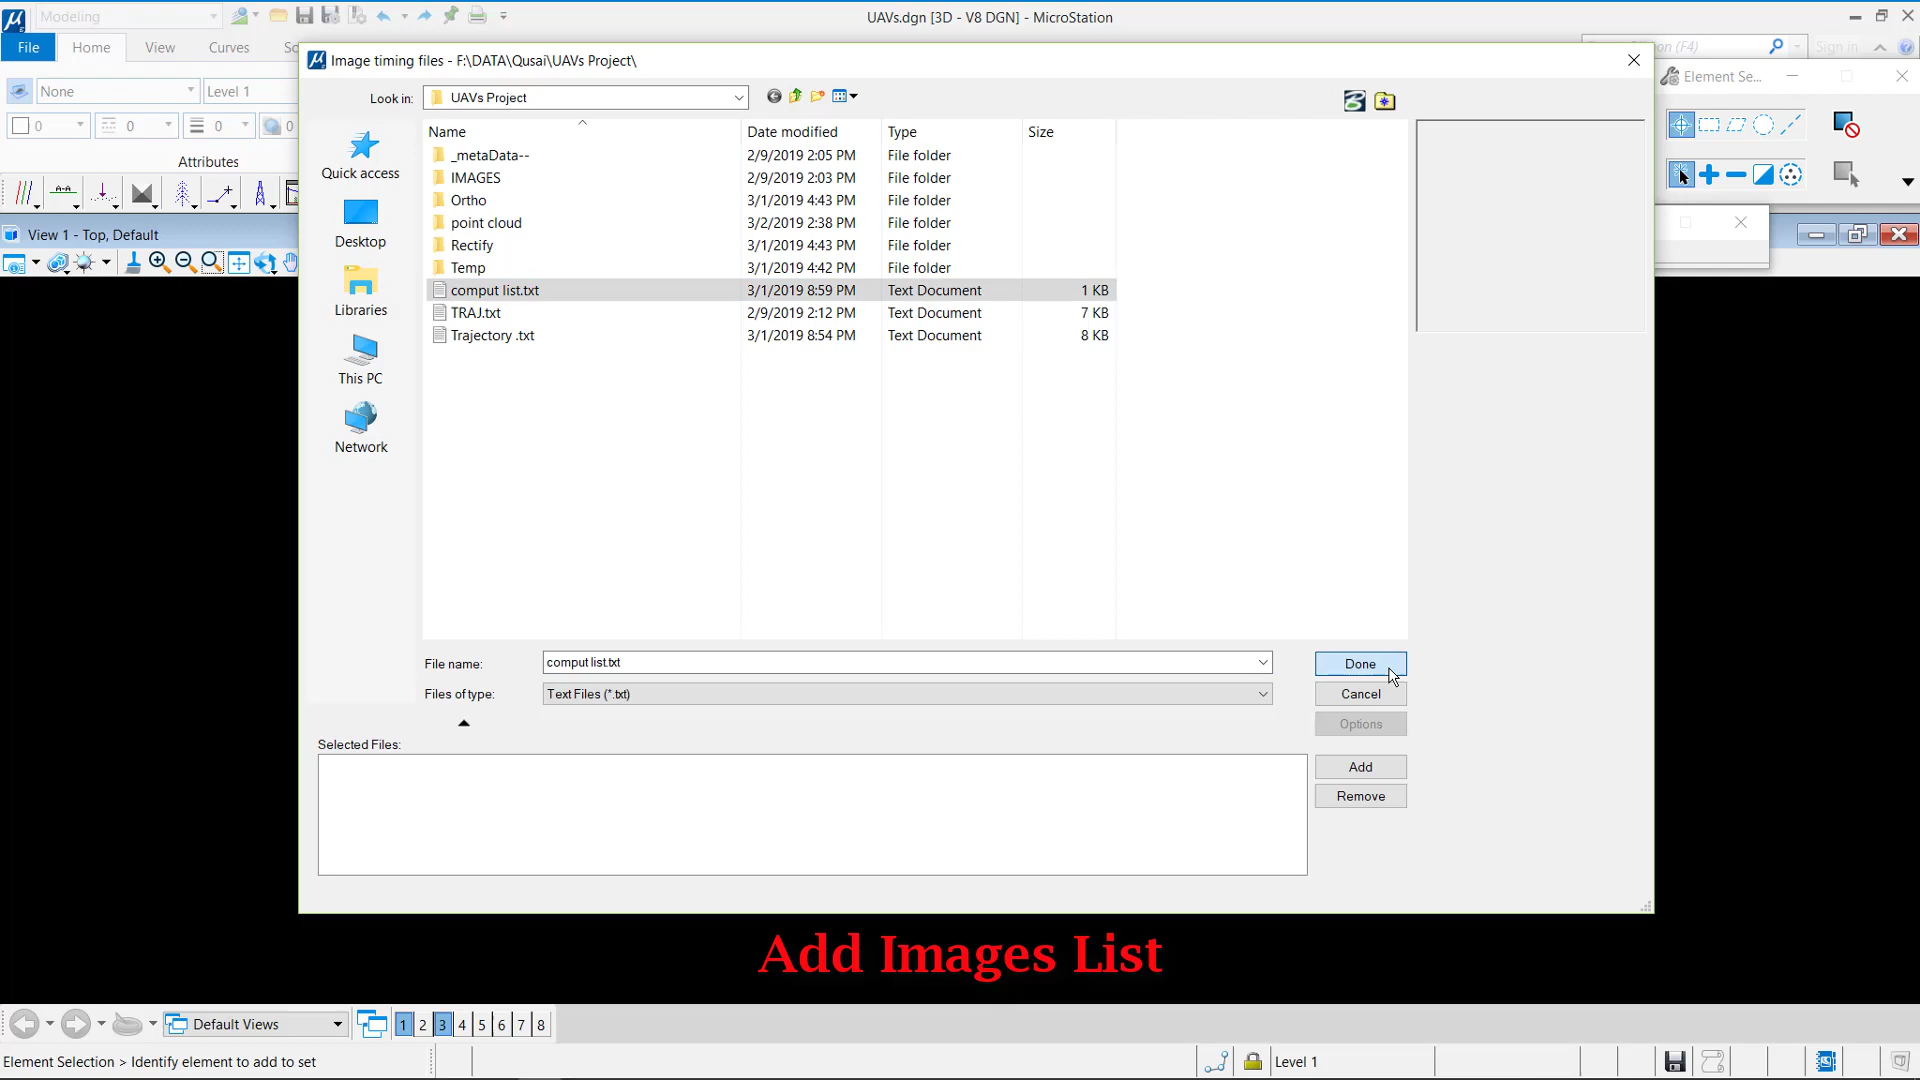 Modeling
UAVs.dgn [3D - V8 DGN] - MicroStation
File Home View Curves
(F4)
Sign in
Image timing files - F:\DATA\Qusai\UAVs Project\
None Level 1
Element Se...
0 0 0 0
Attributes
Look in: UAVs Project
Name Date modified Type Size
_metaData-- 2/9/2019 2:05 PM File folder
IMAGES 2/9/2019 2:03 PM File folder
Ortho 3/1/2019 4:43 PM File folder
point cloud 3/2/2019 2:38 PM File folder
Rectify 3/1/2019 4:43 PM File folder
Temp 3/1/2019 4:42 PM File folder
comput list.txt 3/1/2019 8:59 PM Text Document 1 KB
TRAJ.txt 2/9/2019 2:12 PM Text Document 7 KB
Trajectory .txt 3/1/2019 8:54 PM Text Document 8 KB
Quick access
Desktop
Libraries
This PC
Network
View 1 - Top, Default
File name: comput list.txt Done
Files of type: Text Files (*.txt) Cancel
Options
Selected Files:
Add
Remove
Add Images List
Default Views 1 2 3 4 5 6 7 8
Element Selection > Identify element to add to set
Level 1